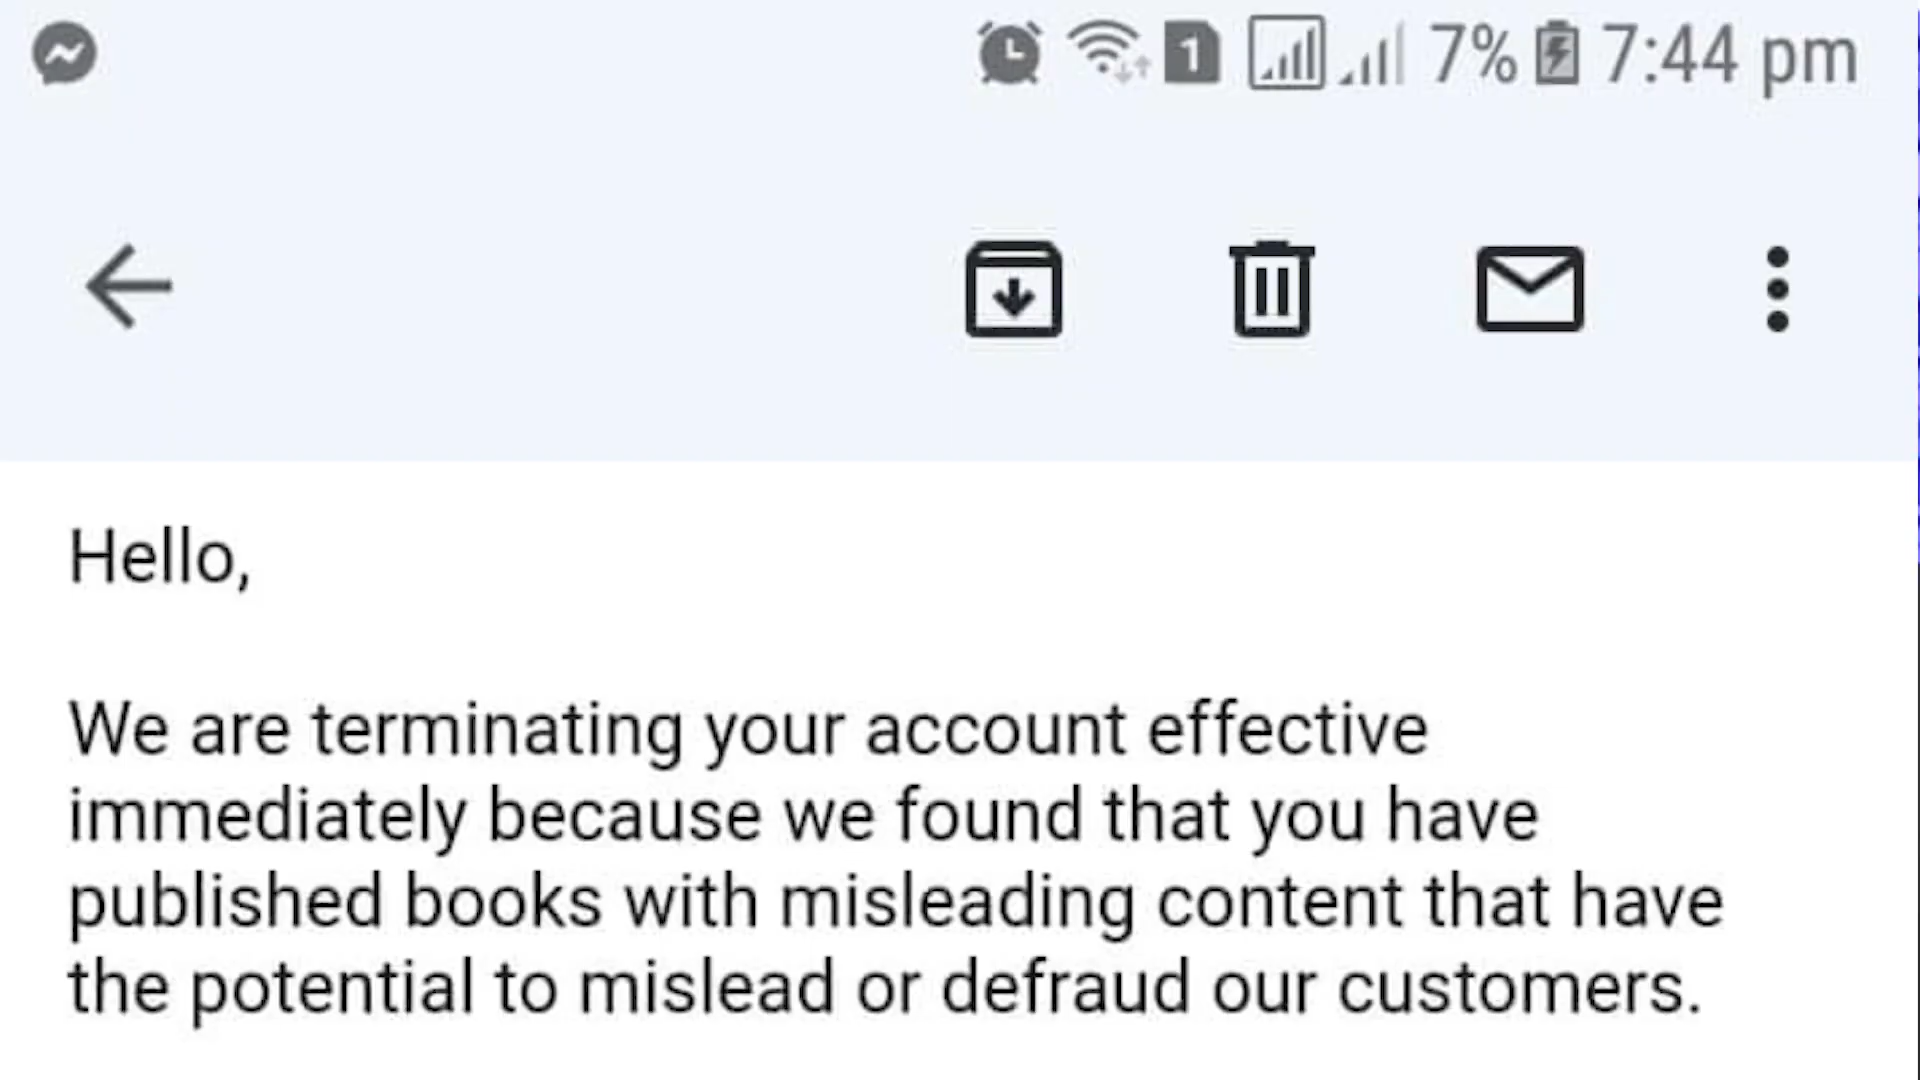 1 7% 7:44 pm
Hello,
We are terminating your account effective
immediately because we found that you have
published books with misleading content that have
the potential to mislead or defraud our customers.